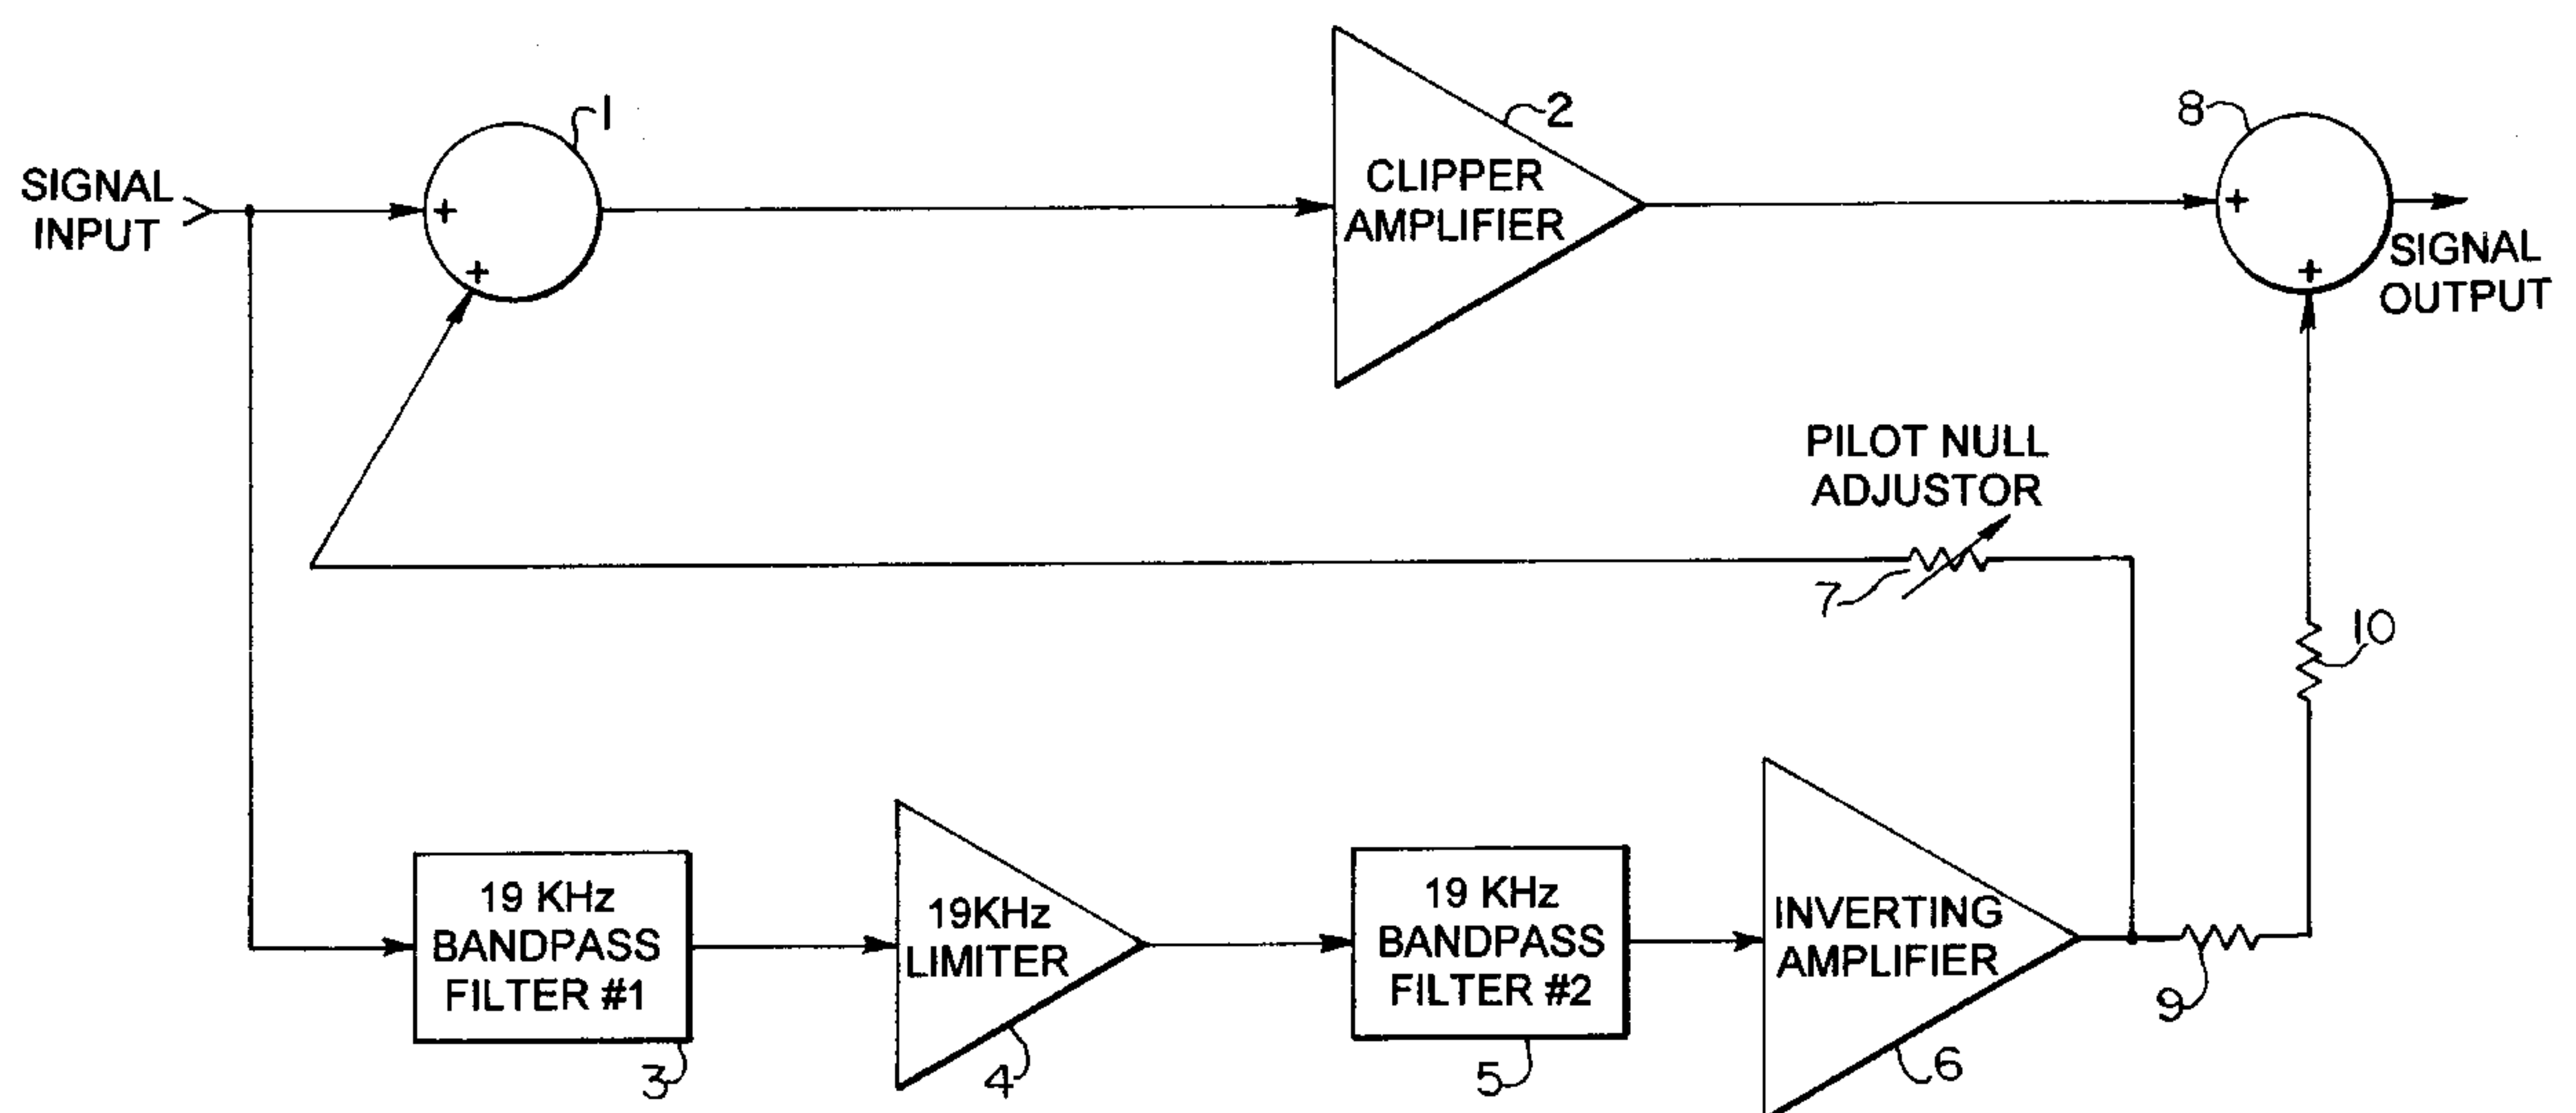 SIGNAL
INPUT
+
+
1
CLIPPER
AMPLIFIER
2
8
+
+
SIGNAL
OUTPUT
PILOT NULL
ADJUSTOR
7
10
19 KHz
BANDPASS
FILTER #1
3
19KHz
LIMITER
4
19 KHz
BANDPASS
FILTER #2
5
INVERTING
AMPLIFIER
6
9